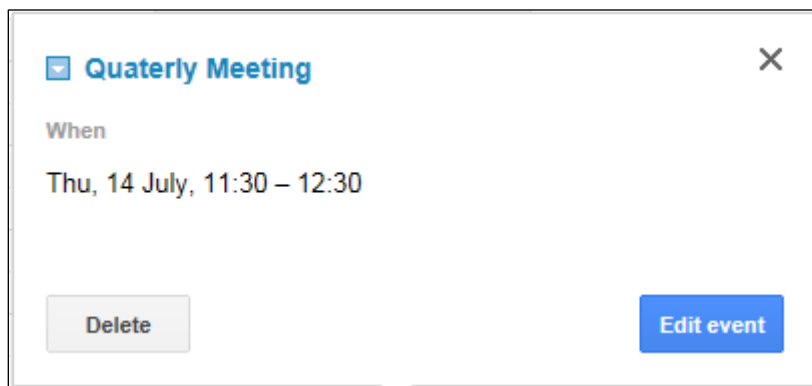 Quaterly Meeting
When
Thu, 14 July, 11:30 – 12:30
Delete
Edit event